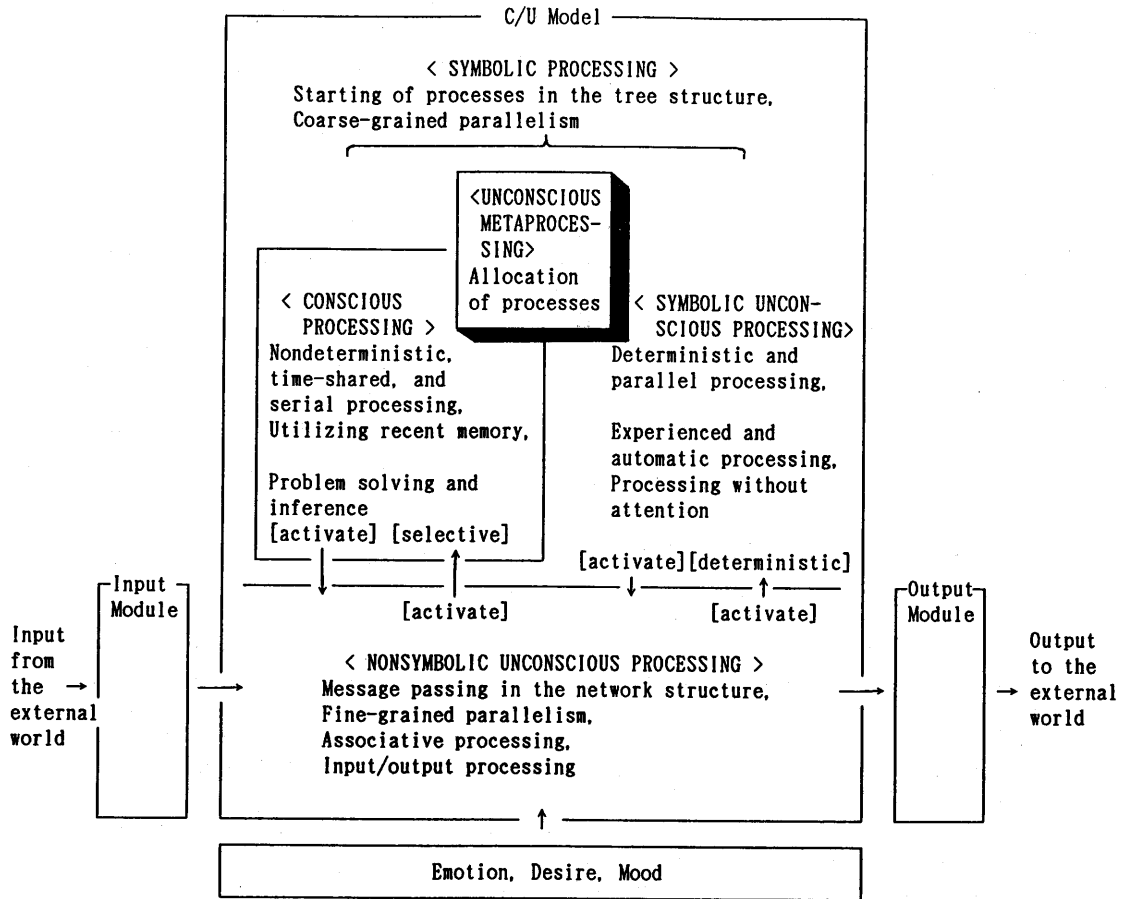 C/U Model
< SYMBOLIC PROCESSING >
Starting of processes in the tree structure,
Coarse-grained parallelism
<UNCONSCIOUS
METAPROCES-
SING>
Allocation
of processes
< CONSCIOUS
PROCESSING >
Nondeterministic,
time-shared, and
serial processing,
Utilizing recent memory,
Problem solving and
inference
[activate] [selective]
< SYMBOLIC UNCON-
SCIOUS PROCESSING>
Deterministic and
parallel processing,
Experienced and
automatic processing,
Processing without
attention
[activate][deterministic]
[activate]
[activate]
Input
Module
Output
Module
Input
from
the
external
world
< NONSYMBOLIC UNCONSCIOUS PROCESSING >
Message passing in the network structure,
Fine-grained parallelism,
Associative processing,
Input/output processing
Output
to the
external
world
Emotion, Desire, Mood